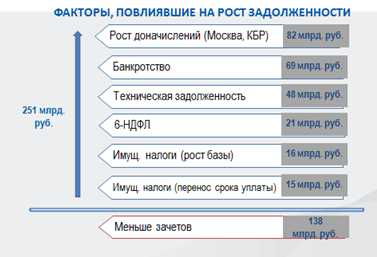 ФАКТОРЫ, ПОВЛИЯВШИЕ НА РОСТ ЗАДОЛЖЕННОСТИ
Рост доначислений (Москва, КБР) 82 млрд. руб.
Банкротство 69 млрд. руб.
Техническая задолженность 48 млрд. руб.
251 млрд.
руб.
6-НДФЛ 21 млрд. руб.
Имущ. налоги (рост базы) 16 млрд. руб.
Имущ. налоги (перенос срока уплаты) 15 млрд. руб.
Меньше зачетов 138
млрд. руб.